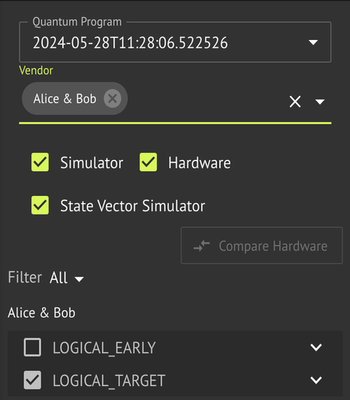 Quantum Program
2024-05-28T11:28:06.522526
Vendor
Alice & Bob
Simulator Hardware
State Vector Simulator
Compare Hardware
Filter All
Alice & Bob
LOGICAL_EARLY
LOGICAL_TARGET